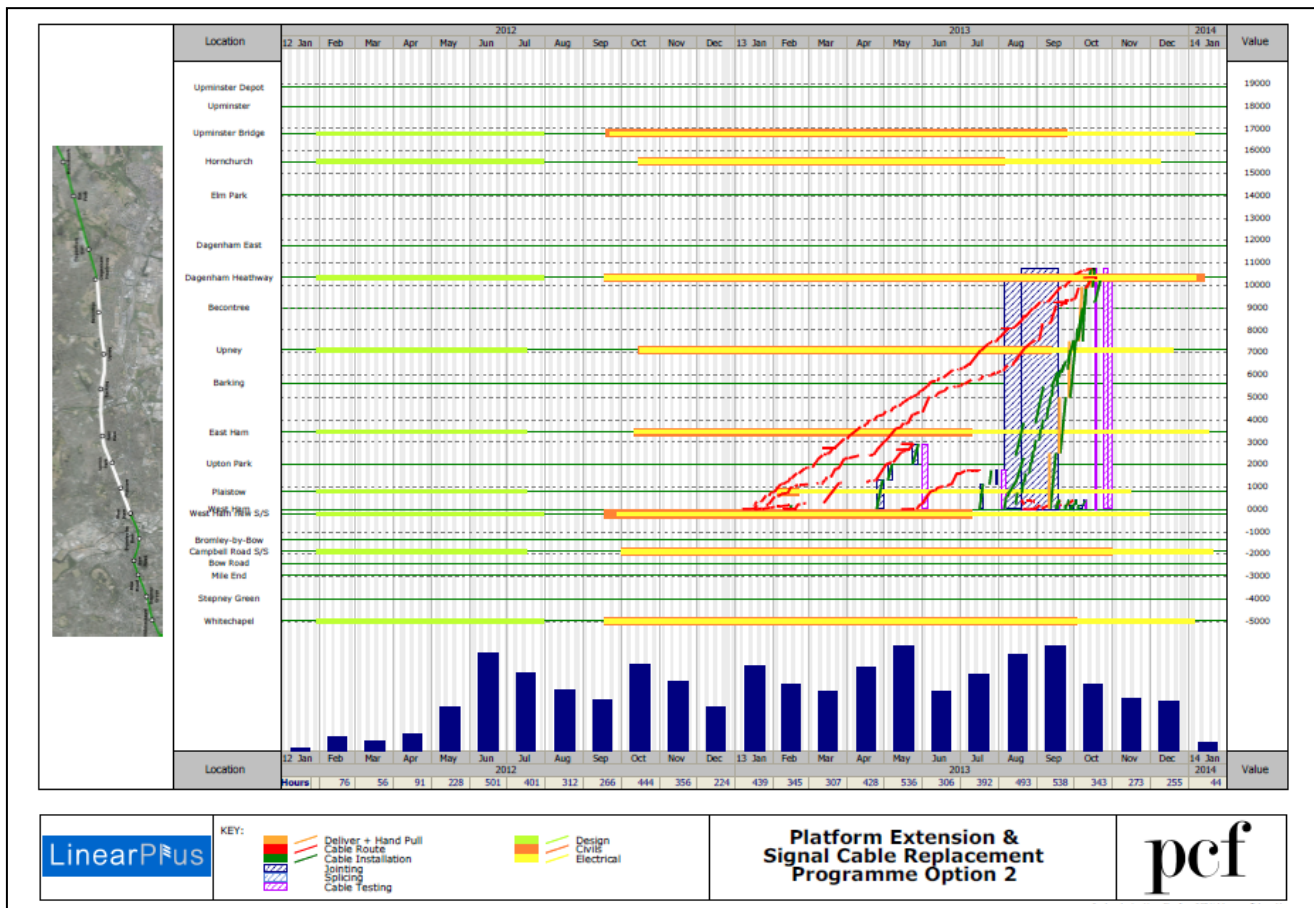 Location 2012 2013 2014 Value
12 Jan Feb Mar Apr May Jun Jul Aug Sep Oct Nov Dec 13 Jan Feb Mar Apr May Jun Jul Aug Sep Oct Nov Dec 14 Jan
Upminster Depot
Upminster
Upminster Bridge
Hornchurch
Elm Park
Dagenham East
Dagenham Heathway
Becontree
Upney
Barking
East Ham
Upton Park
Plaistow
West Ham
West Ham New S/S
Bromley-by-Bow
Campbell Road S/S
Bow Road
Mile End
Stepney Green
Whitechapel
19000
18000
17000
16000
15000
14000
13000
12000
11000
10000
9000
8000
7000
6000
5000
4000
3000
2000
1000
0000
-1000
-2000
-3000
-4000
-5000
Location 12 Jan Feb Mar Apr May Jun Jul Aug Sep Oct Nov Dec 13 Jan Feb Mar Apr May Jun Jul Aug Sep Oct Nov Dec 14 Jan Value
2012 2013 2014
Hours 76 56 91 228 501 401 312 266 444 356 224 439 345 307 428 536 306 392 493 538 343 273 255 44
LinearPlus
KEY:
Deliver + Hand Pull
Cable Route
Cable Installation
Jointing
Splicing
Cable Testing
Design
Civils
Electrical
Platform Extension &
Signal Cable Replacement
Programme Option 2
pcf